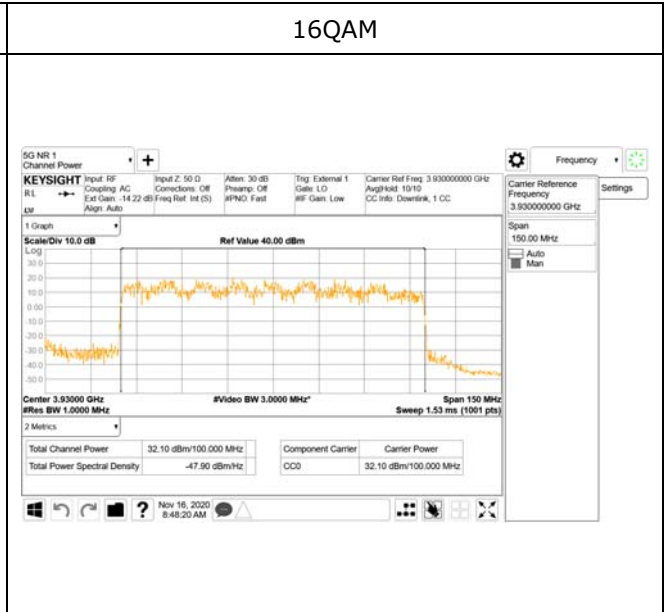 16QAM
5G NR 1
Channel Power
Frequency
KEYSIGHT Input: RF Input Z: 50 Ω Atten: 30 dB Trig: External 1 Carrier Ref Freq: 3.930000000 GHz
RL Coupling: AC Corrections: Off Preamp: Off Gate: LO Avg|Hold: 10/10
Ext Gain: -14.22 dB Freq Ref: Int (S) #PNO: Fast #IF Gain: Low CC Info: Downlink, 1 CC
Align: Auto
Carrier Reference
Frequency
3.930000000 GHz
Settings
Span
150.00 MHz
Auto
Man
1 Graph
Scale/Div 10.0 dB Ref Value 40.00 dBm
Log
30.0
20.0
10.0
0.00
-10.0
-20.0
-30.0
-40.0
-50.0
Center 3.93000 GHz #Video BW 3.0000 MHz* Span 150 MHz
#Res BW 1.0000 MHz Sweep 1.53 ms (1001 pts)
2 Metrics
Total Channel Power 32.10 dBm/100.000 MHz Component Carrier Carrier Power
Total Power Spectral Density -47.90 dBm/Hz CC0 32.10 dBm/100.000 MHz
? Nov 16, 2020
8:48:20 AM